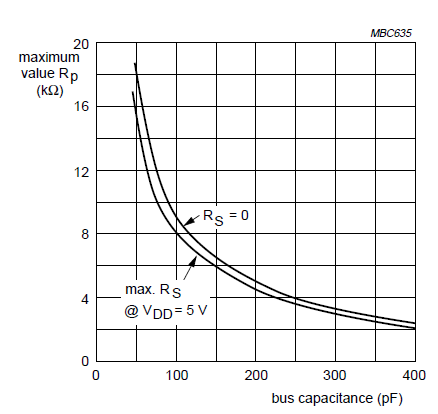 MBC635
maximum
value Rp
(kΩ)
20
16
12
8
4
0
RS = 0
max. RS
@ VDD = 5 V
0
100
200
300
400
bus capacitance (pF)